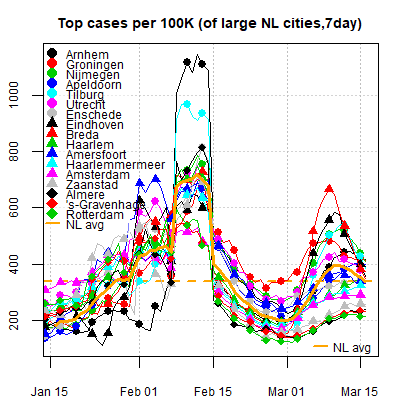 Top cases per 100K (of large NL cities,7day)
1000
800
600
400
200
Arnhem
Groningen
Nijmegen
Apeldoorn
Tilburg
Utrecht
Enschede
Eindhoven
Breda
Haarlem
Amersfoort
Haarlemmermeer
Amsterdam
Zaanstad
Almere
's-Gravenhage
Rotterdam
NL avg
NL avg
Jan 15
Feb 01
Feb 15
Mar 01
Mar 15